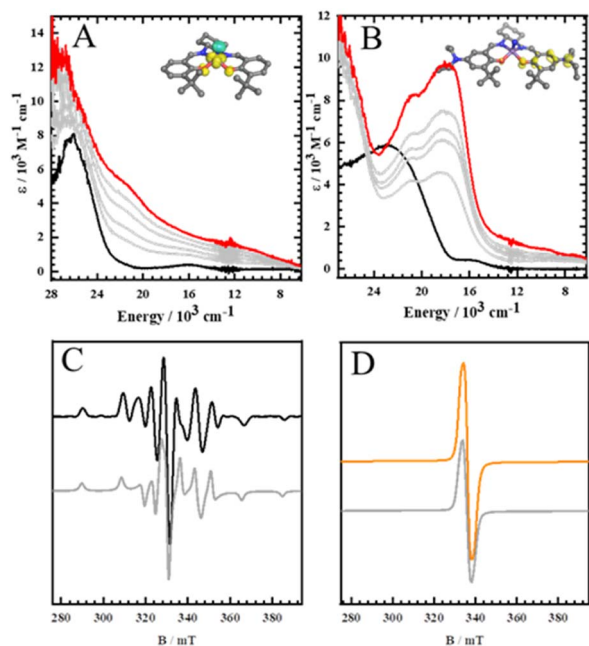 A
14
12
10
8
6
4
2
0
ε / 10³ M⁻¹ cm⁻¹
28 24 20 16 12 8
Energy / 10³ cm⁻¹
B
12
10
8
6
4
2
0
ε / 10³ M⁻¹ cm⁻¹
24 20 16 12 8
Energy / 10³ cm⁻¹
C
280 300 320 340 360 380
B / mT
D
280 300 320 340 360 380
B / mT